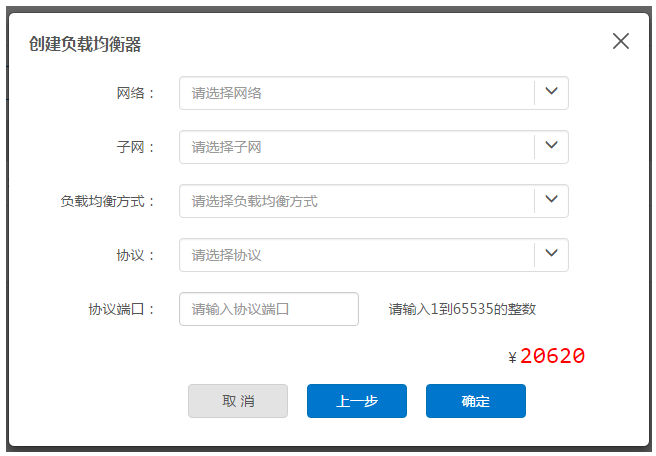 创建负载均衡器
网络： 请选择网络
子网： 请选择子网
负载均衡方式： 请选择负载均衡方式
协议： 请选择协议
协议端口： 请输入协议端口 请输入1到65535的整数
¥20620
取 消 上一步 确定